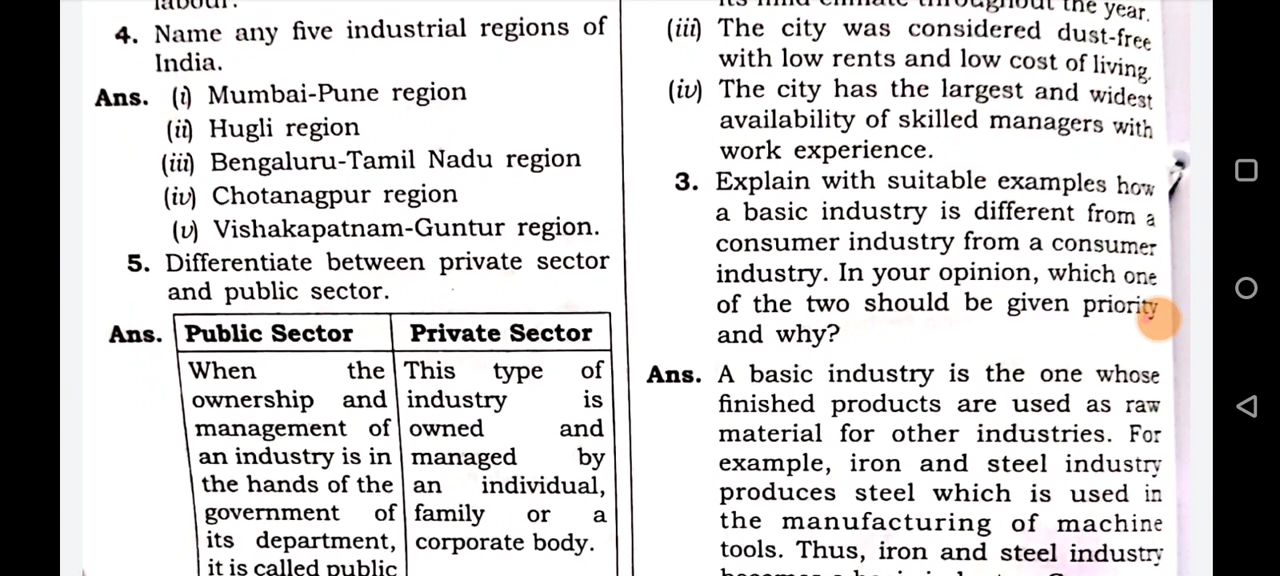 labour.
4. Name any five industrial regions of
India.
Ans. (i) Mumbai-Pune region
(ii) Hugli region
(iii) Bengaluru-Tamil Nadu region
(iv) Chotanagpur region
(v) Vishakapatnam-Guntur region.
5. Differentiate between private sector
and public sector.
Ans. Public Sector
When the
ownership and
management of
an industry is in
the hands of the
government of
its department,
it is called public
Private Sector
This type of
industry is
owned and
managed by
an individual,
family or a
corporate body.
its mild climate throughout the year.
(iii) The city was considered dust-free
with low rents and low cost of living.
(iv) The city has the largest and widest
availability of skilled managers with
work experience.
3. Explain with suitable examples how
a basic industry is different from a
consumer industry from a consumer
industry. In your opinion, which one
of the two should be given priority
and why?
Ans. A basic industry is the one whose
finished products are used as raw
material for other industries. For
example, iron and steel industry
produces steel which is used in
the manufacturing of machine
tools. Thus, iron and steel industry